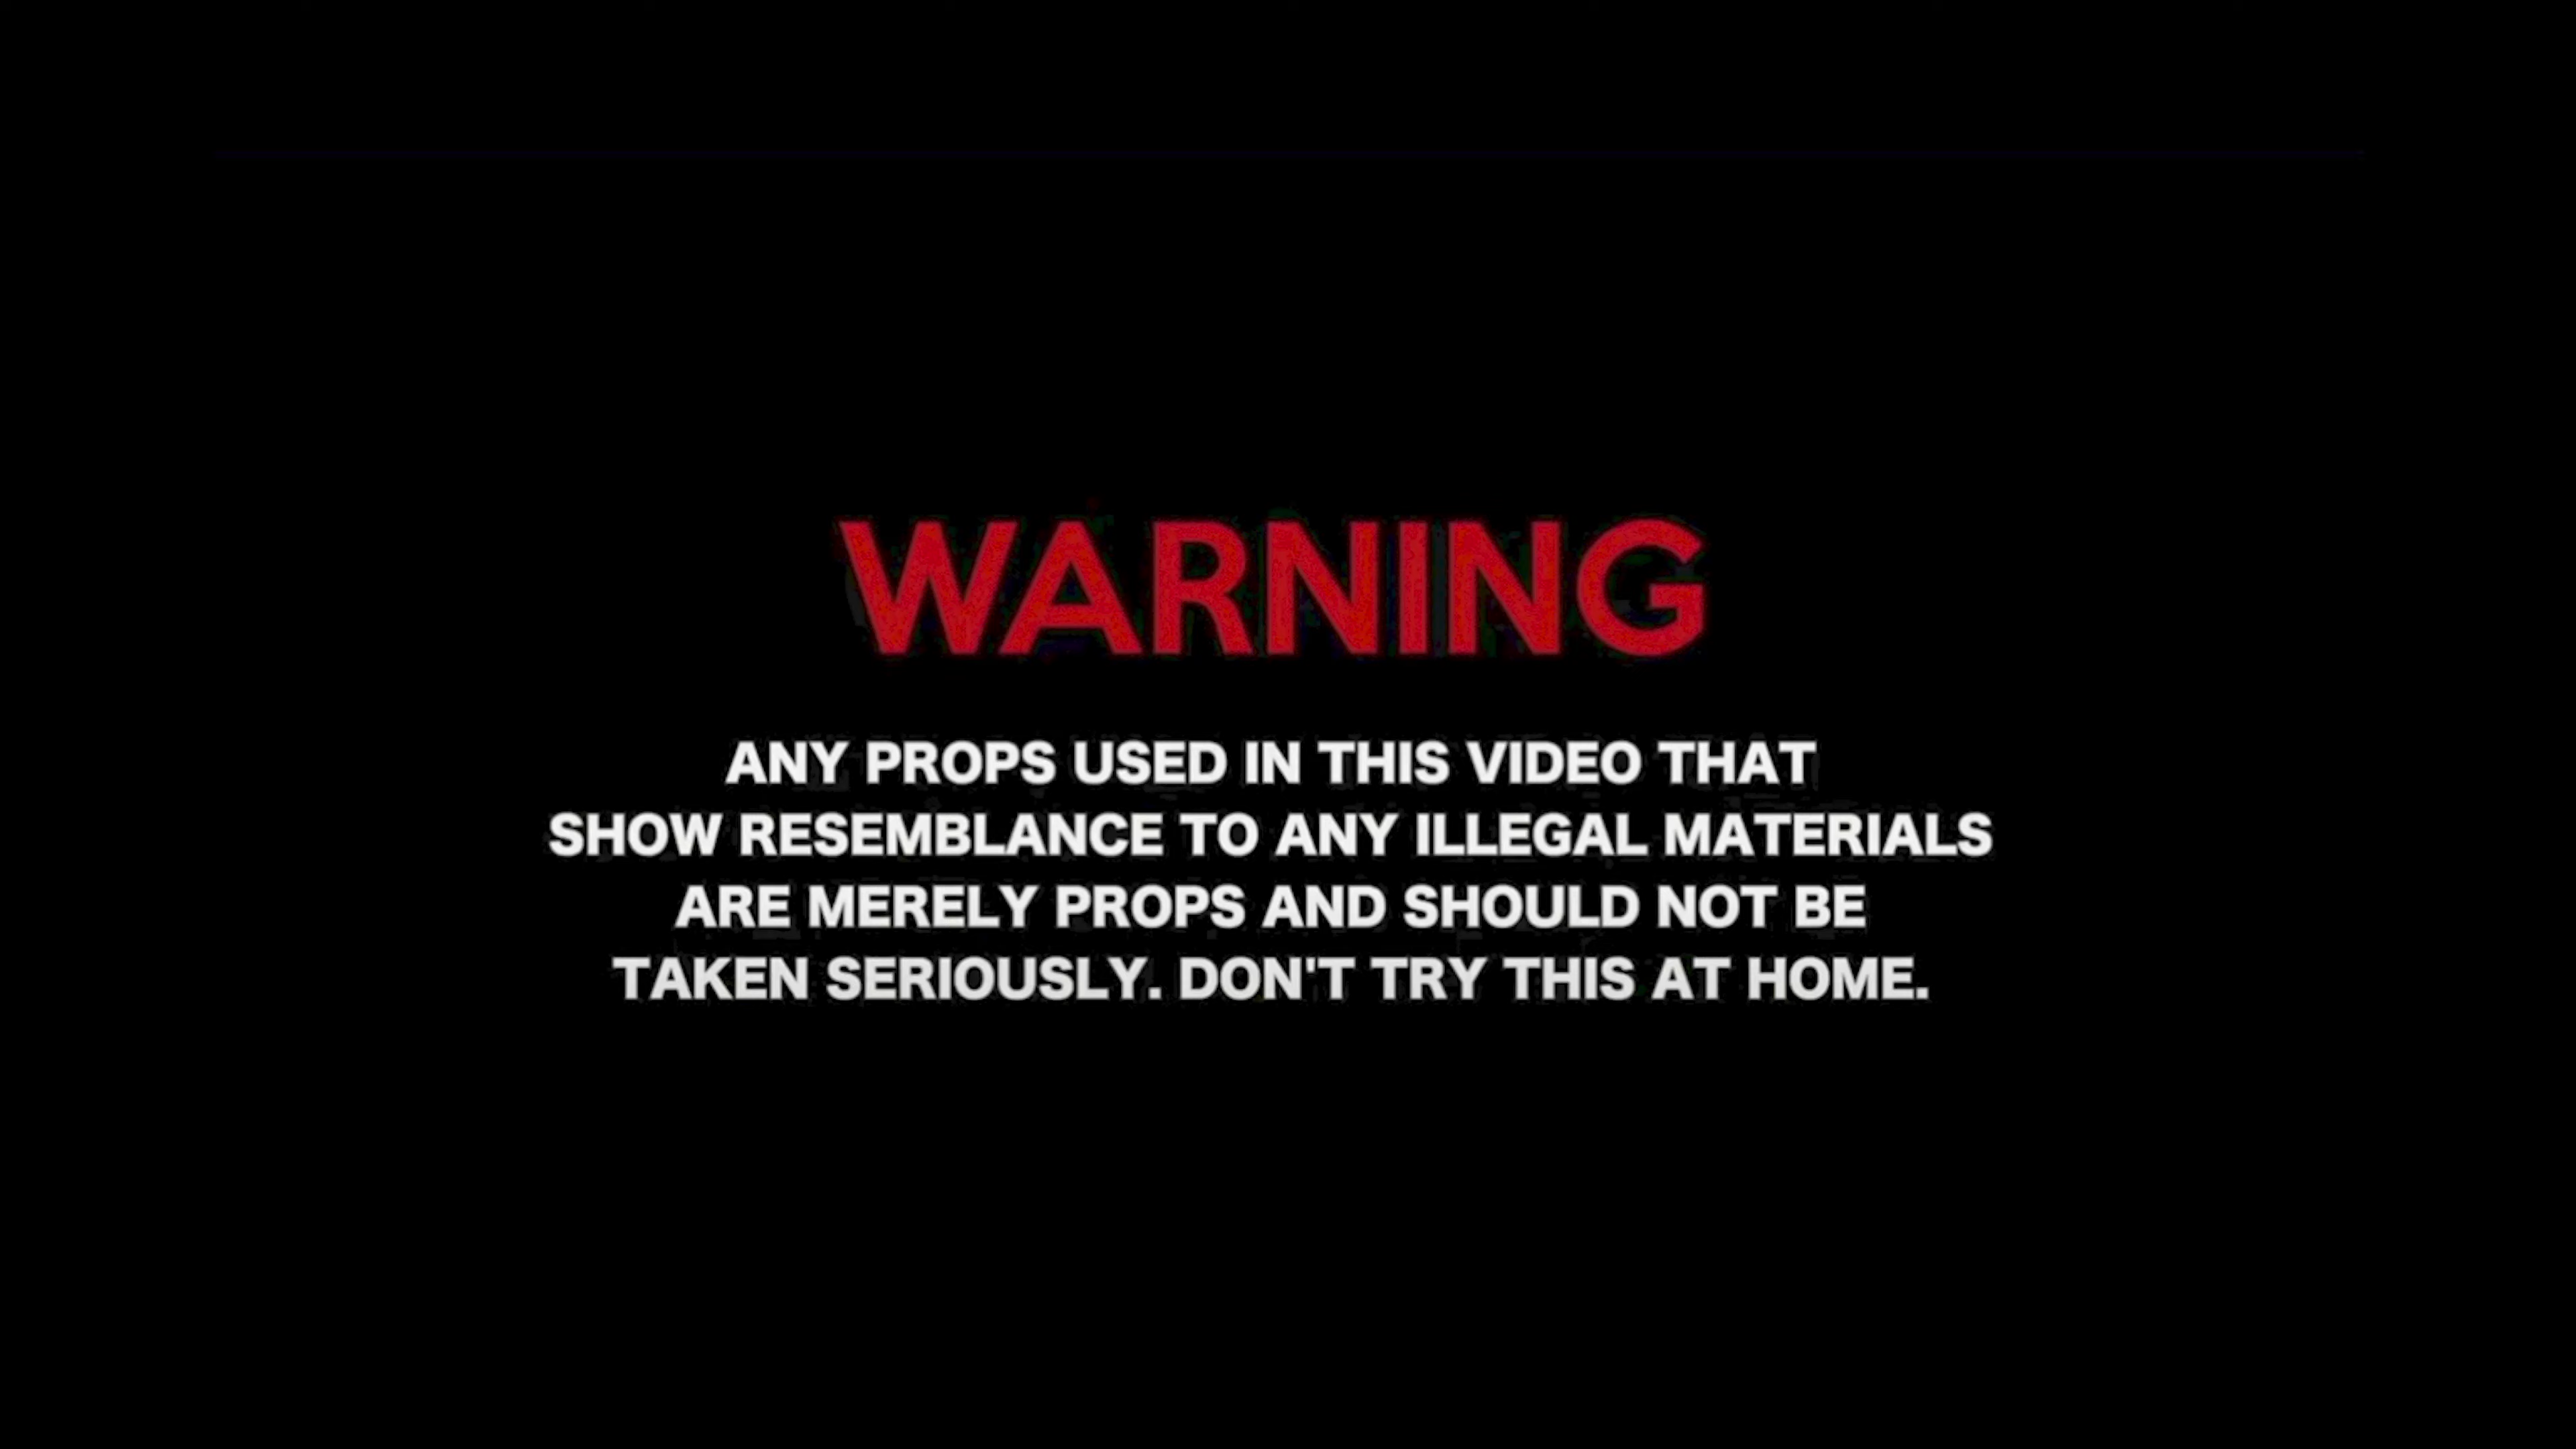 WARNING
ANY PROPS USED IN THIS VIDEO THAT
SHOW RESEMBLANCE TO ANY ILLEGAL MATERIALS
ARE MERELY PROPS AND SHOULD NOT BE
TAKEN SERIOUSLY. DON'T TRY THIS AT HOME.